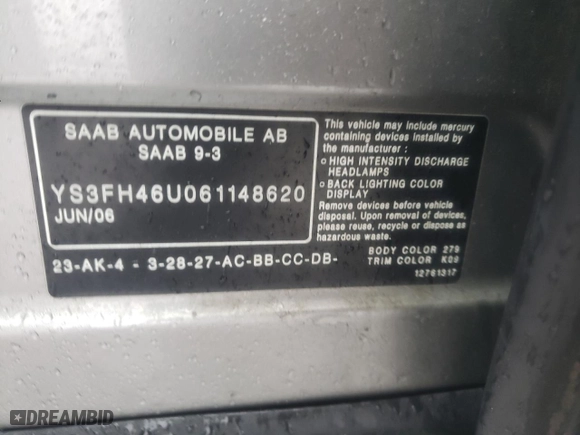 SAAB AUTOMOBILE AB
SAAB 9-3
YS3FH46U061148620
JUN/06
23-AK-4 - 3-28-27-AC-BB-CC-DB-
This vehicle may include mercury
containing devices installed by
the manufacturer :
o HIGH INTENSITY DISCHARGE
HEADLAMPS
o BACK LIGHTING COLOR
DISPLAY
Remove devices before vehicle
disposal. Upon removal of devices,
please reuse, recycle or dispose as
hazardous waste.
BODY COLOR 279
TRIM COLOR K09
12761317
DREAMBID